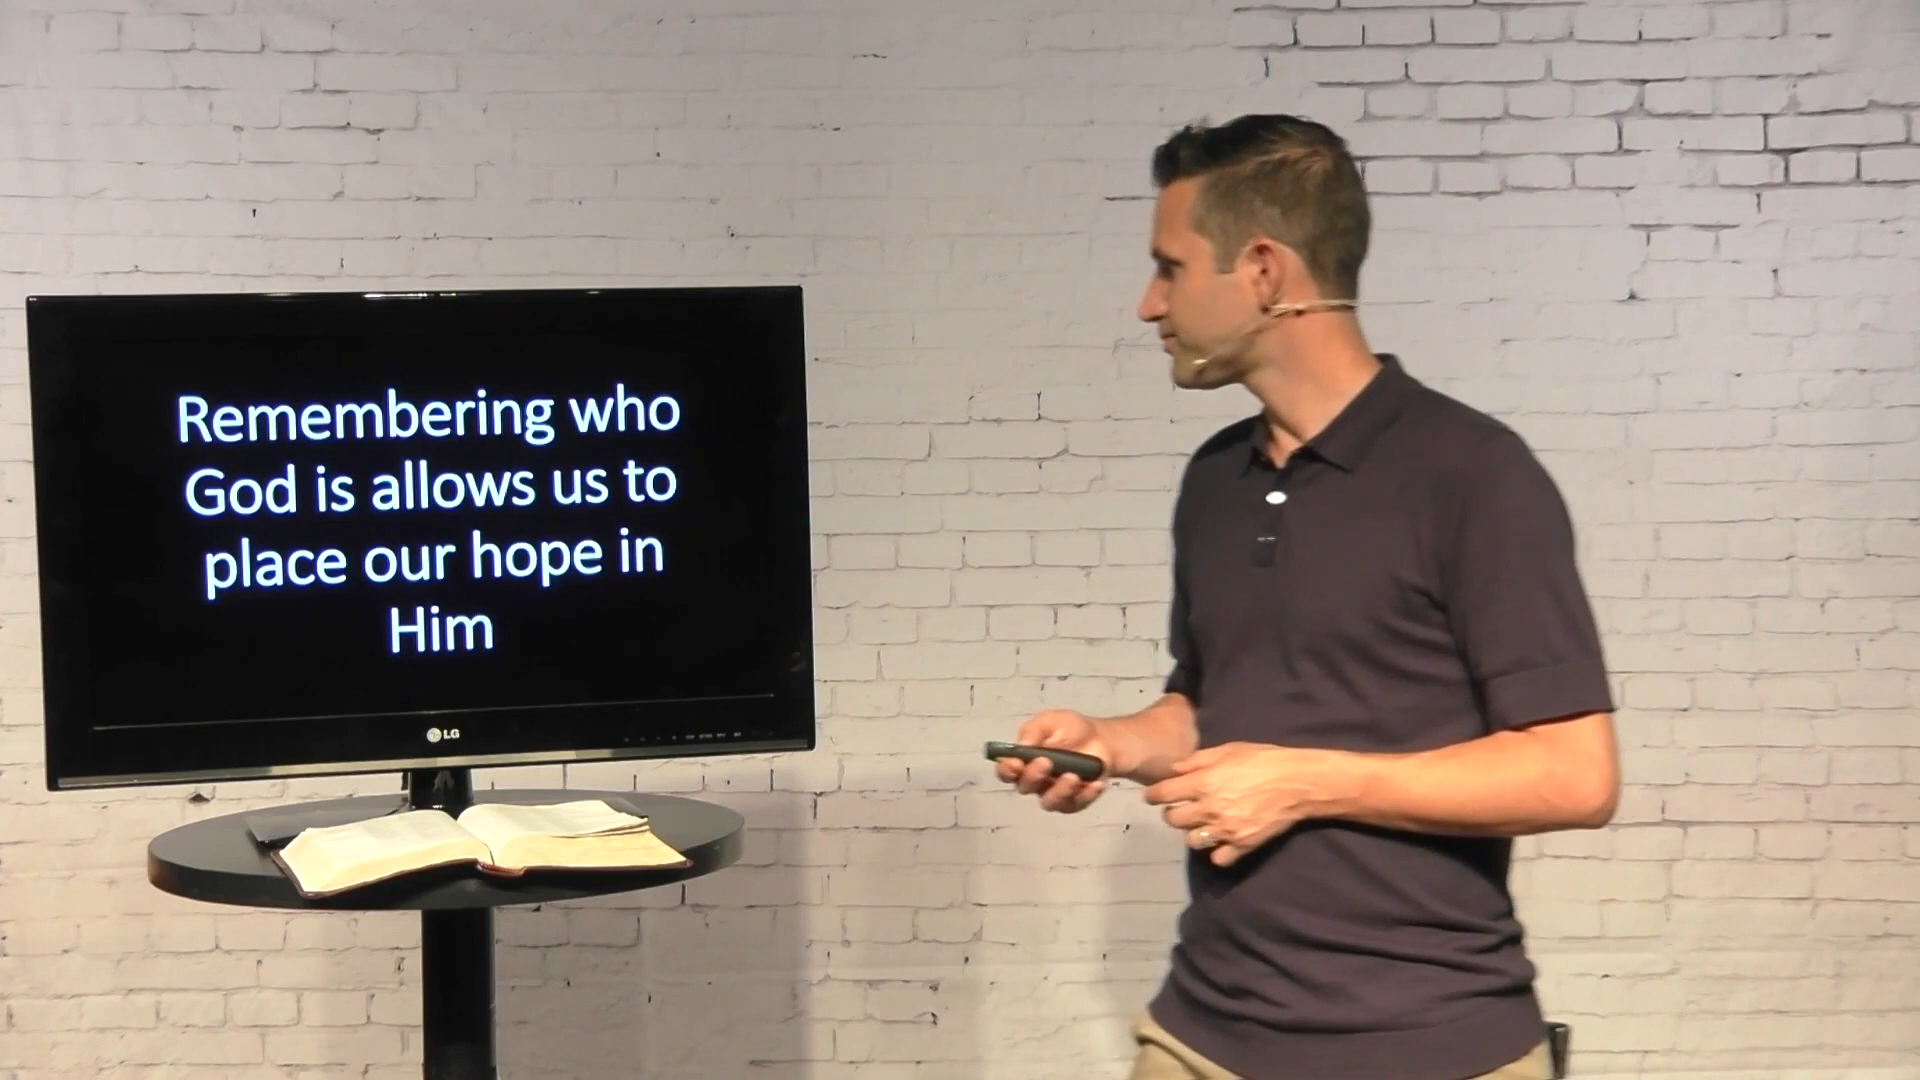 Remembering who
God is allows us to
place our hope in
Him
LG